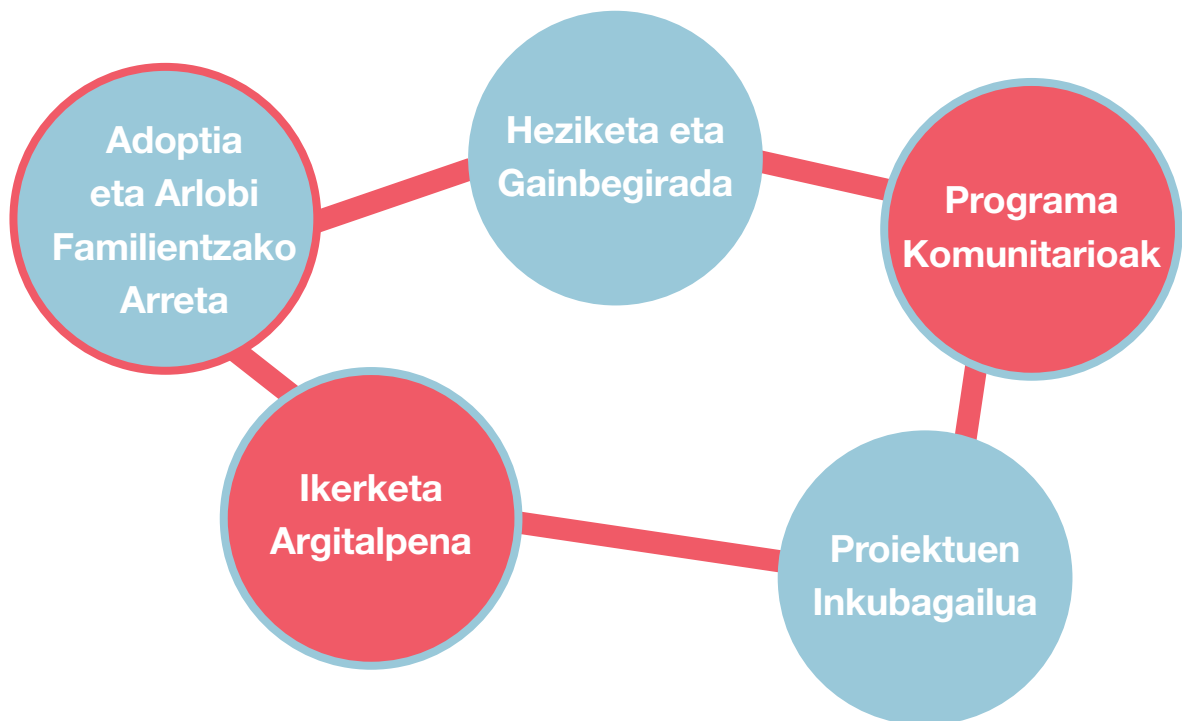 Adoptia
eta Arlobi
Familientzako
Arreta
Heziketa eta
Gainbegirada
Programa
Komunitarioak
Ikerketa
Argitalpena
Proiektuen
Inkubagailua